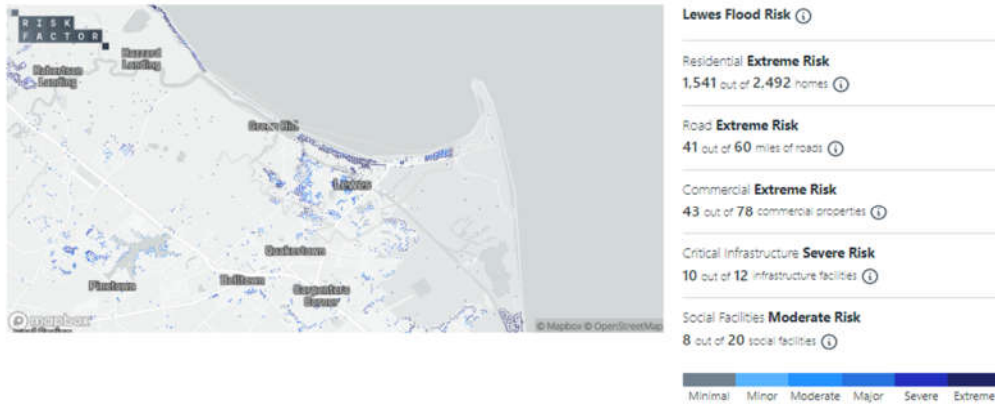 RISK
FACTOR
Hazzard
Landing
Robertson
Landing
Green Hill
Lewes
Quakertown
Pinetown
Belltown
Carpenters
Corner
mapbox
© Mapbox © OpenStreetMap
Lewes Flood Risk
Residential Extreme Risk
1,541 out of 2,492 homes
Road Extreme Risk
41 out of 60 miles of roads
Commercial Extreme Risk
43 out of 78 commercial properties
Critical Infrastructure Severe Risk
10 out of 12 infrastructure facilities
Social Facilities Moderate Risk
8 out of 20 social facilities
Minimal Minor Moderate Major Severe Extreme